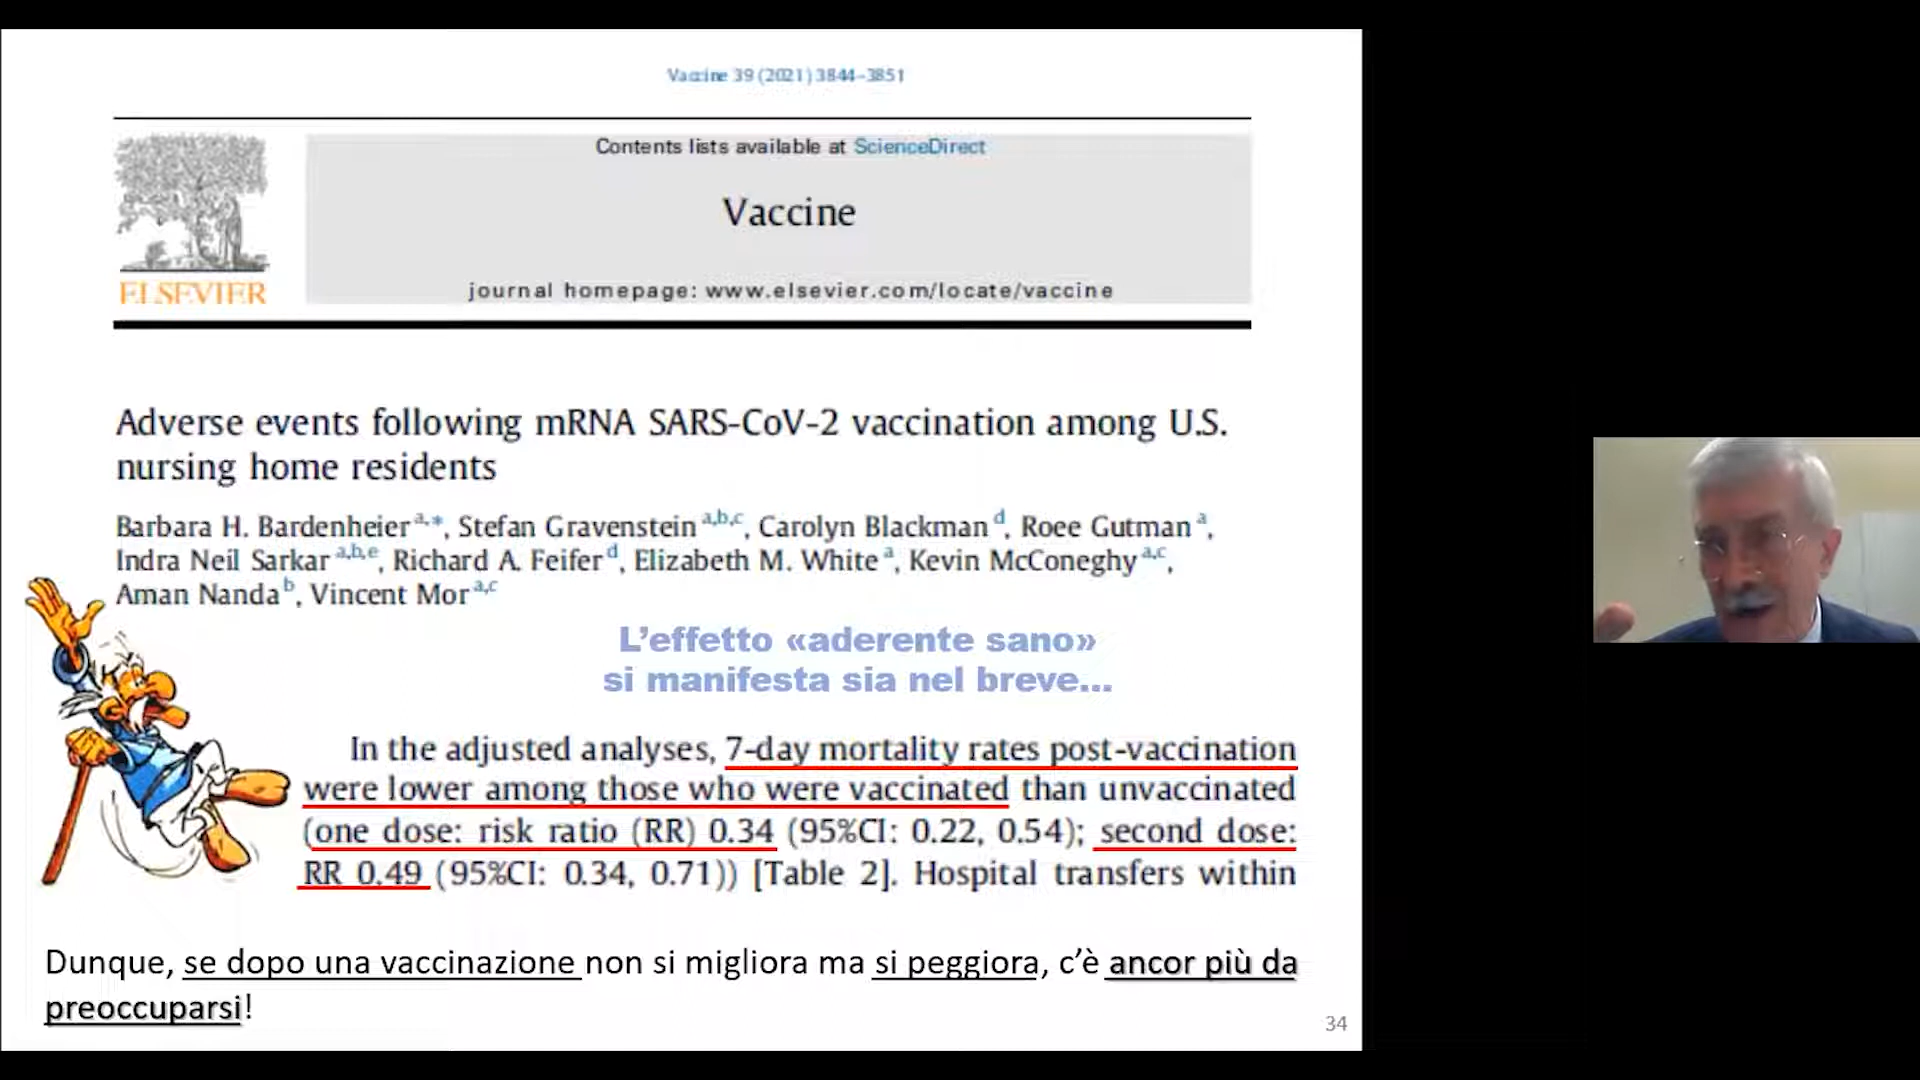 Vaccine 39 (2021) 3844–3851
Contents lists available at ScienceDirect
Vaccine
ELSEVIER
journal homepage: www.elsevier.com/locate/vaccine
Adverse events following mRNA SARS-CoV-2 vaccination among U.S.
nursing home residents
Barbara H. Bardenheier a,*, Stefan Gravenstein a,b,c, Carolyn Blackman d, Roee Gutman a,
Indra Neil Sarkar a,b,e, Richard A. Feifer d, Elizabeth M. White a, Kevin McConeghy a,c,
Aman Nanda b, Vincent Mor a,c
L’effetto «aderente sano»
si manifesta sia nel breve...
In the adjusted analyses, 7-day mortality rates post-vaccination
were lower among those who were vaccinated than unvaccinated
(one dose: risk ratio (RR) 0.34 (95%CI: 0.22, 0.54); second dose:
RR 0.49 (95%CI: 0.34, 0.71)) [Table 2]. Hospital transfers within
Dunque, se dopo una vaccinazione non si migliora ma si peggiora, c’è ancor più da
preoccuparsi!
34